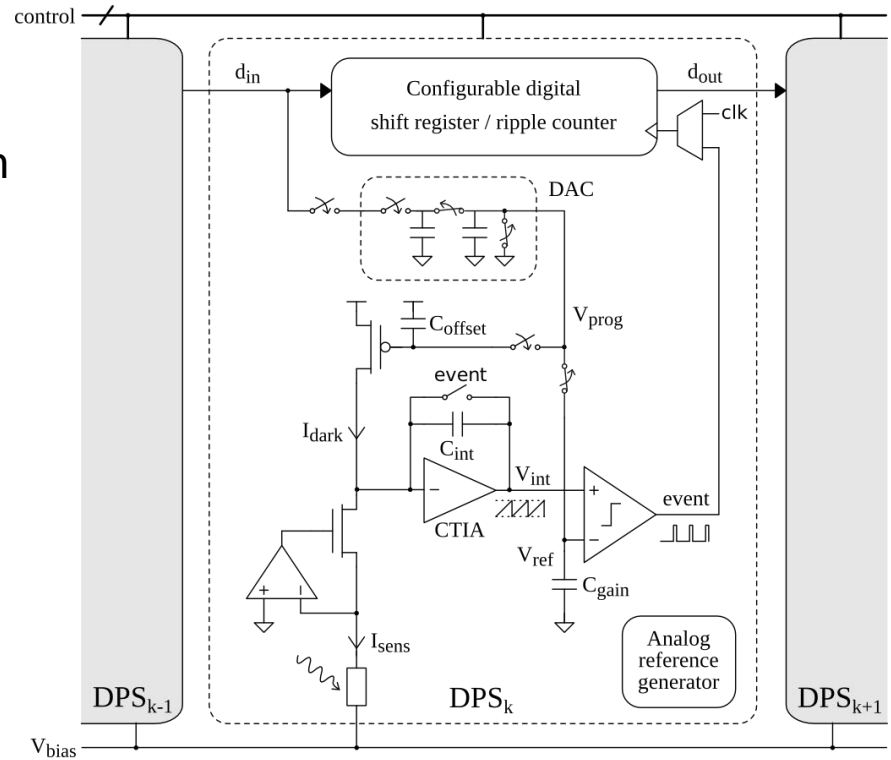 control
d_in
Configurable digital
shift register / ripple counter
d_out
clk
n
DAC
V_prog
C_offset
event
I_dark
C_int
V_int
+
−
CTIA
event
V_ref
+
−
C_gain
+
−
I_sens
Analog
reference
generator
DPS_k-1
DPS_k
DPS_k+1
V_bias